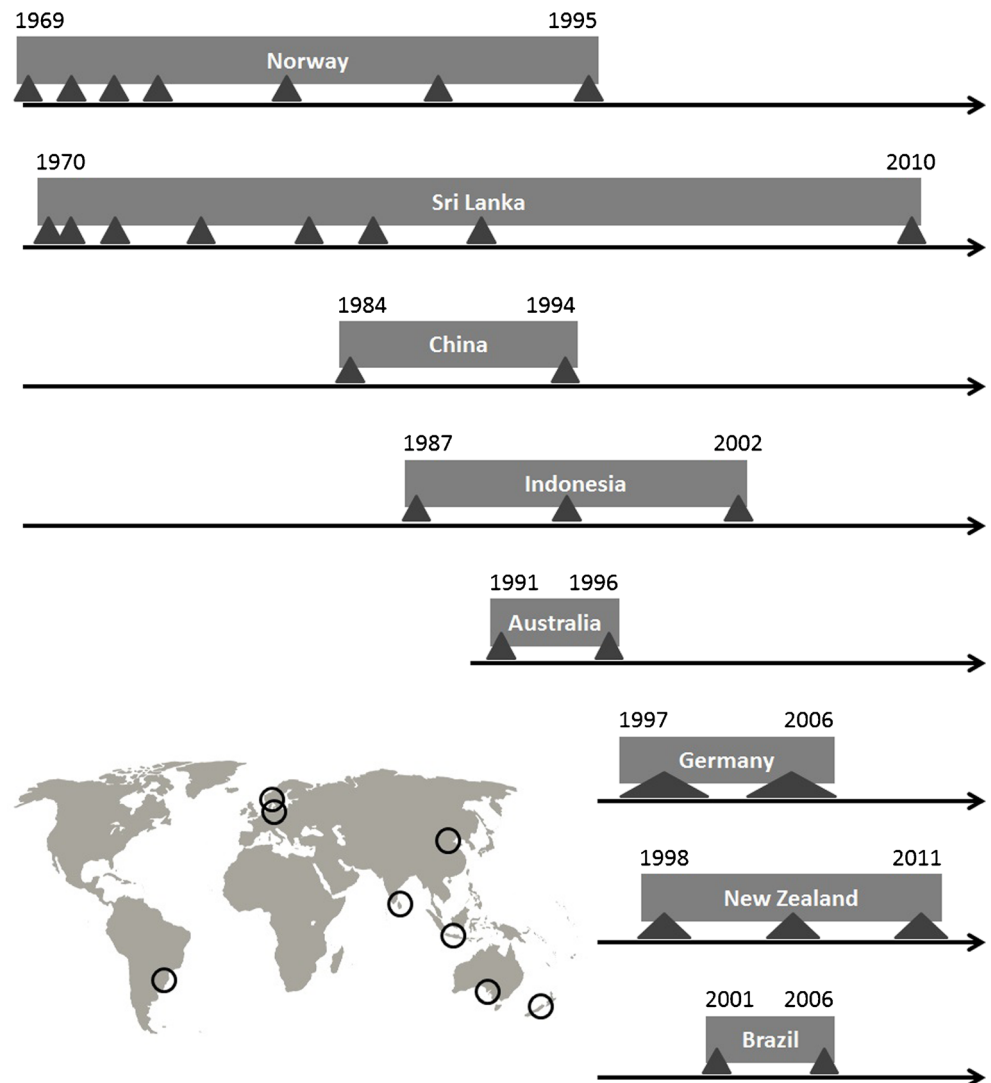 1969 1995
Norway
1970 2010
Sri Lanka
1984 1994
China
1987 2002
Indonesia
1991 1996
Australia
1997 2006
Germany
1998 2011
New Zealand
2001 2006
Brazil